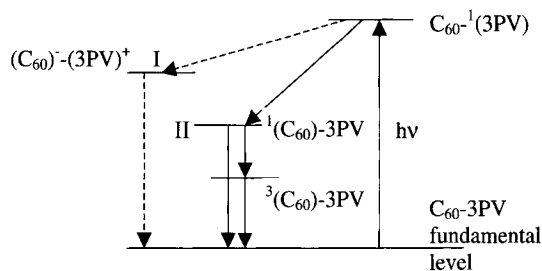 C₆₀-¹(3PV)
(C₆₀)⁻-(3PV)⁺ I
II ¹(C₆₀)-3PV hν
³(C₆₀)-3PV
C₆₀-3PV
fundamental
level